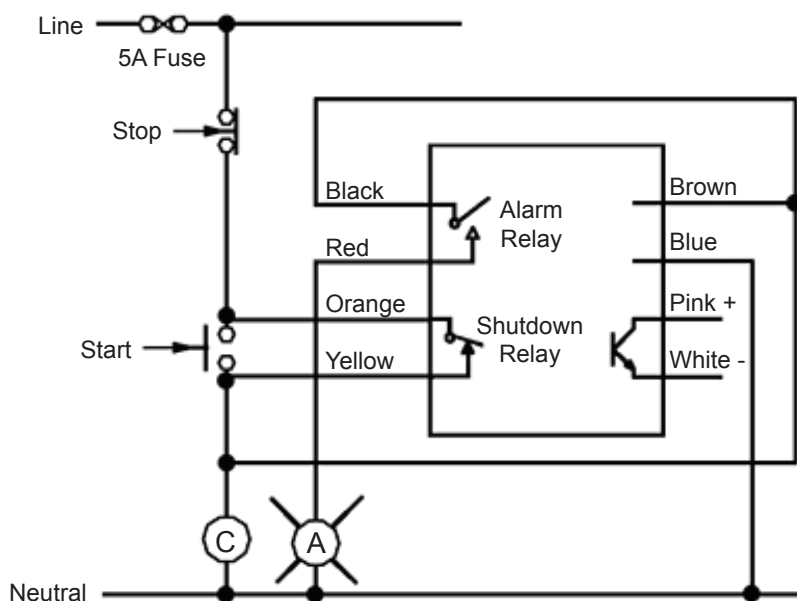 Line
5A Fuse
Stop
Black
Alarm
Relay
Brown
Red
Blue
Orange
Shutdown
Relay
Pink +
Start
Yellow
White -
C
A
Neutral